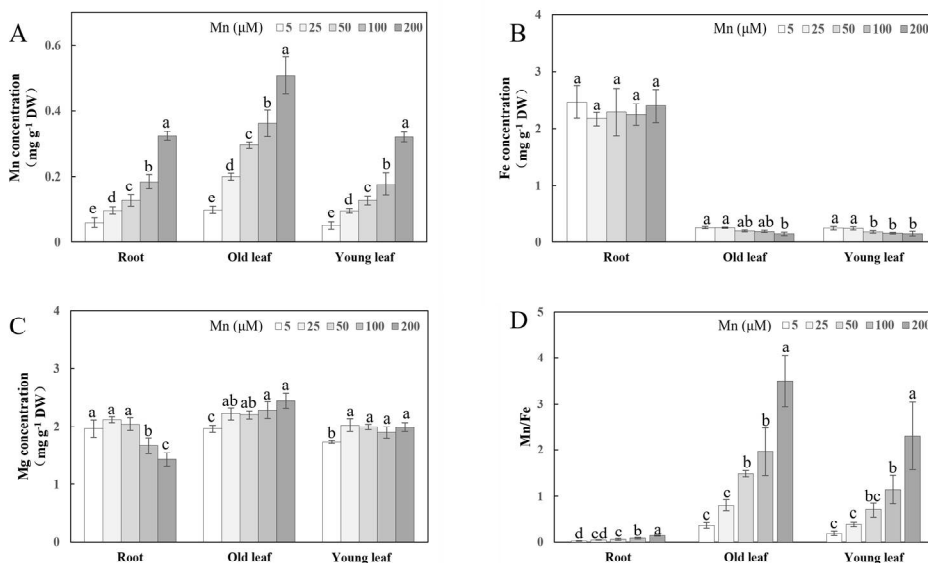 A
Mn (μM) 5 25 50 100 200
Mn concentration
(mg g-1 DW)
0.6
0.4
0.2
0
e d c b a
e d c b a
e d c b a
Root Old leaf Young leaf
B
Mn (μM) 5 25 50 100 200
Fe concentration
(mg g-1 DW)
4
3
2
1
0
a a a a a
a a ab ab b
a a b b b
Root Old leaf Young leaf
C
Mn (μM) 5 25 50 100 200
Mg concentration
(mg g-1 DW)
4
3
2
1
0
a a a b c
c ab ab a a
b a a a a
Root Old leaf Young leaf
D
Mn (μM) 5 25 50 100 200
Mn/Fe
5
4
3
2
1
0
d cd c b a
c c b b a
c c bc b a
Root Old leaf Young leaf